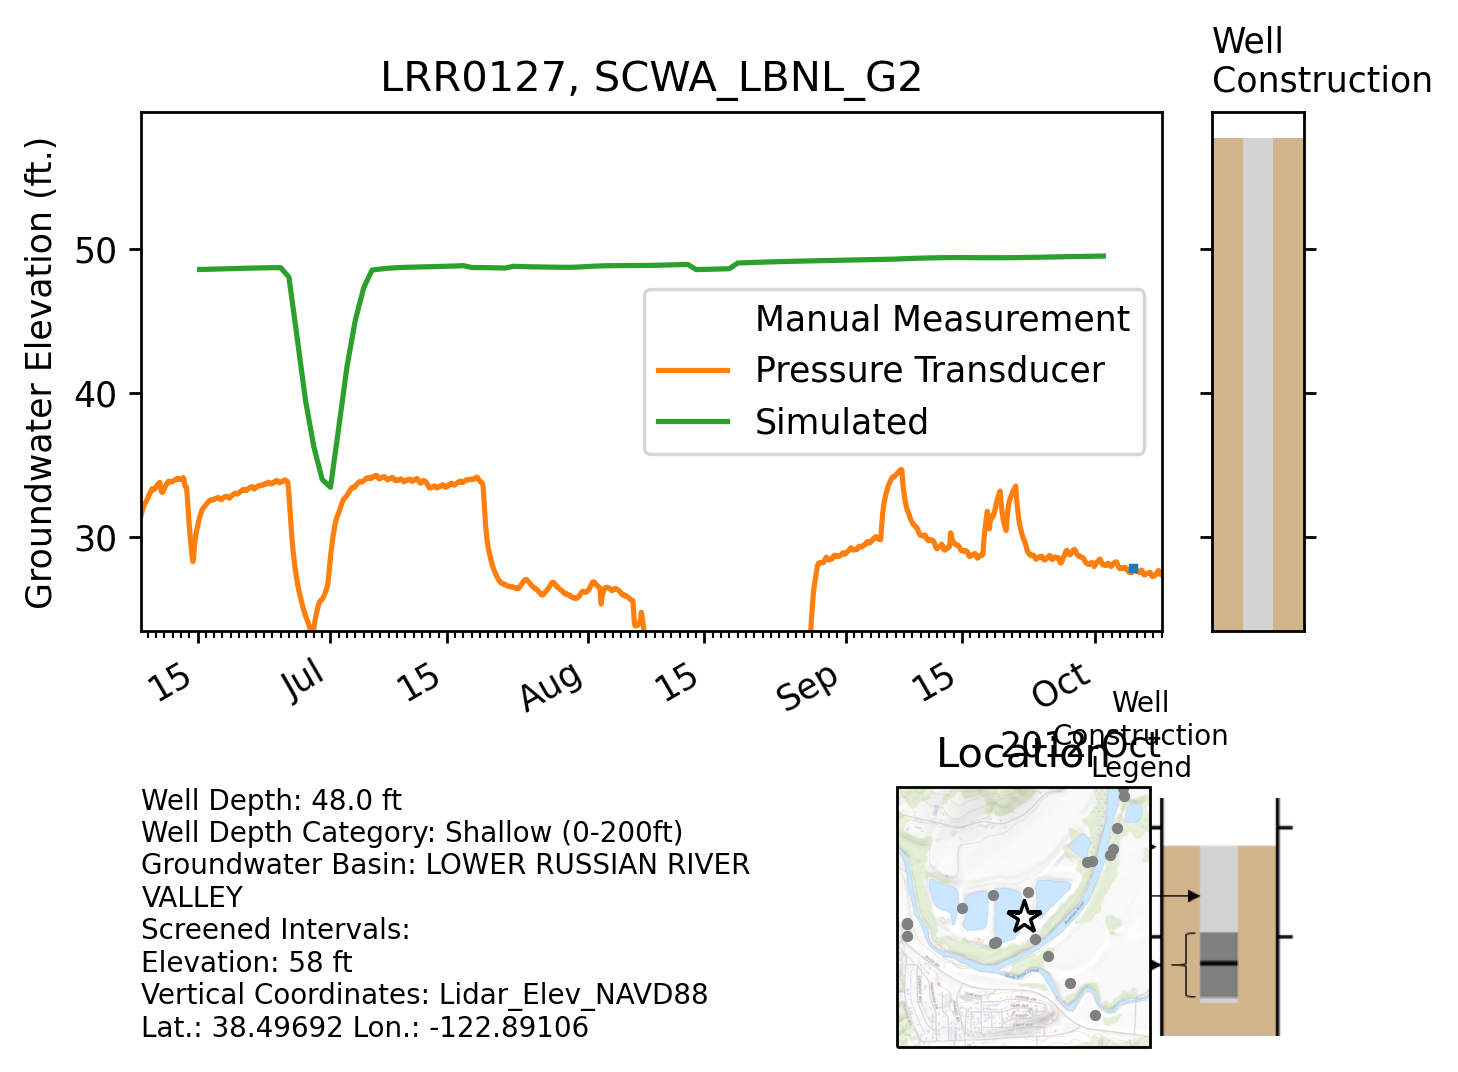 Well
Construction
LRR0127, SCWA_LBNL_G2
Groundwater Elevation (ft.)
50
40
30
Manual Measurement
Pressure Transducer
Simulated
15
Jul
15
Aug
15
Sep
15
Oct
2012-Oct
Well
Construction
Legend
Location
Well Depth: 48.0 ft
Well Depth Category: Shallow (0-200ft)
Groundwater Basin: LOWER RUSSIAN RIVER
VALLEY
Screened Intervals:
Elevation: 58 ft
Vertical Coordinates: Lidar_Elev_NAVD88
Lat.: 38.49692 Lon.: -122.89106